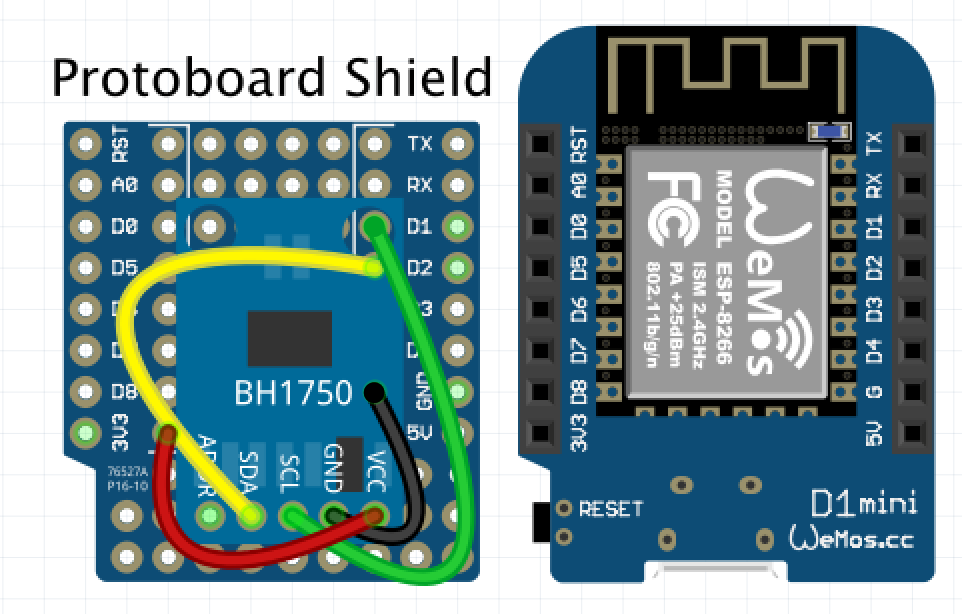 Protoboard Shield
RST
A0
D0
D5
D8
3V3
TX
RX
D1
D2
3
D
GND
5V
BH1750
76527A
P16-10
SDA
SCL
GND
VCC
RST
A0
D0
D5
D6
D7
D8
3V3
TX
RX
D1
D2
D3
D4
G
5V
WeMos
MODEL ESP-8266
ISM 2.4GHz
PA +25dBm
802.11b/g/n
FC
RESET
D1 mini
WeMos.cc